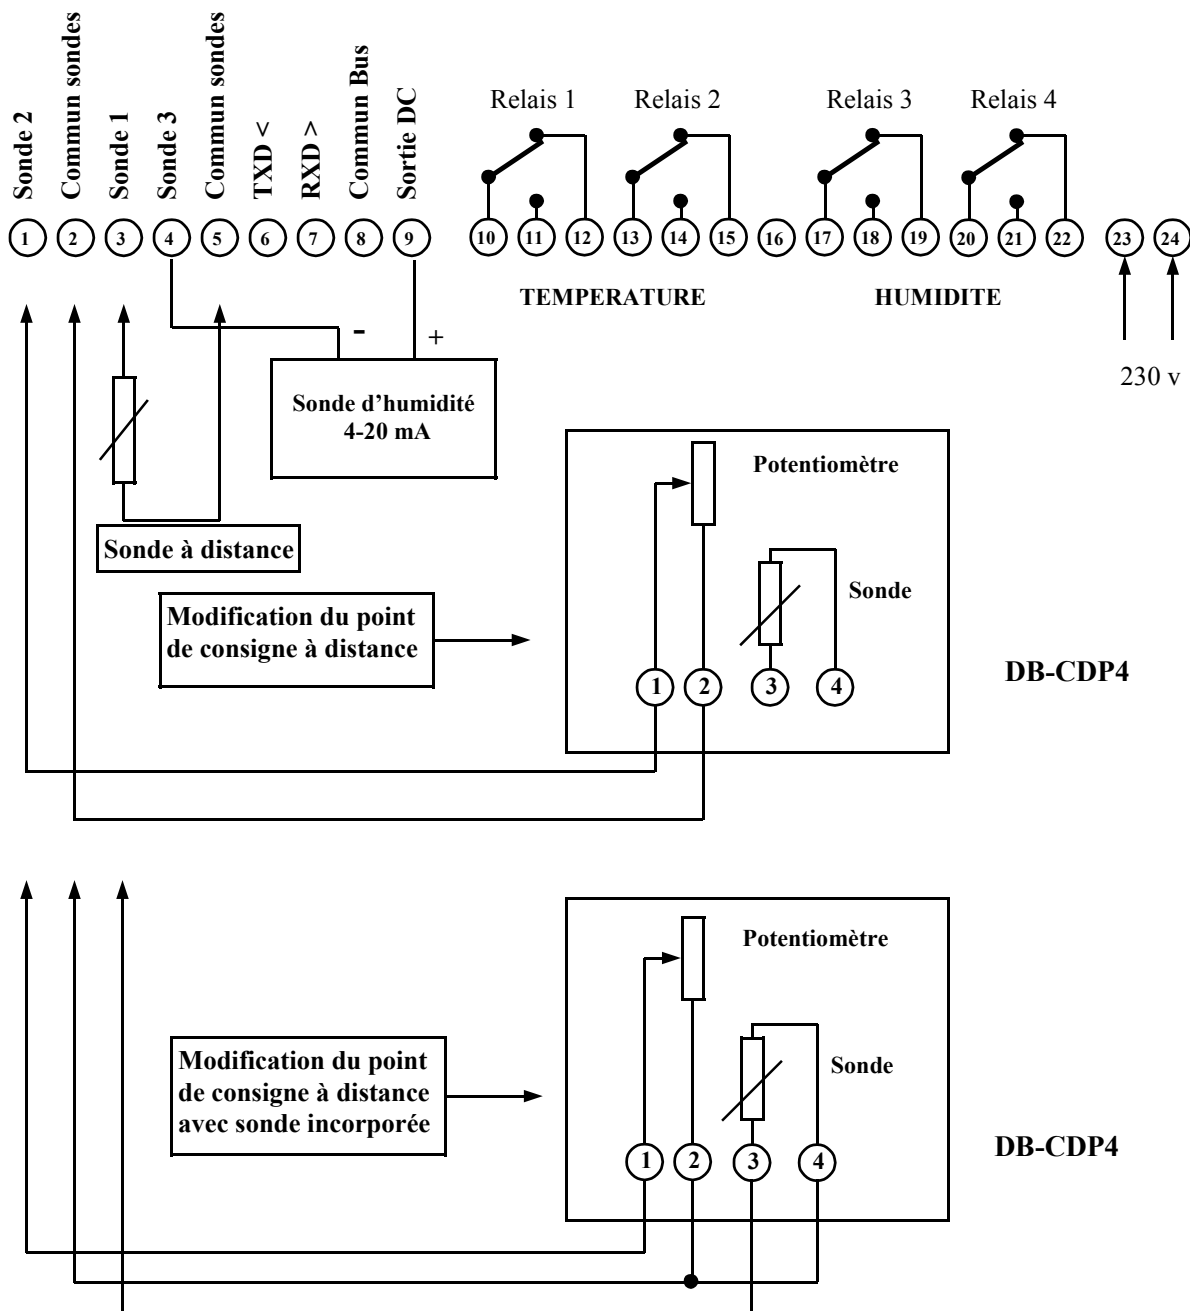 Sonde 2
Commun sondes
Sonde 1
Sonde 3
Commun sondes
TXD <
RXD >
Commun Bus
Sortie DC
Relais 1
Relais 2
Relais 3
Relais 4
1 2 3 4 5 6 7 8 9 10 11 12 13 14 15 16 17 18 19 20 21 22 23 24
TEMPERATURE
HUMIDITE
- +
230 v
Sonde d’humidité
4-20 mA
Sonde à distance
Potentiomètre
Sonde
Modification du point
de consigne à distance
1 2 3 4
DB-CDP4
Potentiomètre
Sonde
Modification du point
de consigne à distance
avec sonde incorporée
1 2 3 4
DB-CDP4